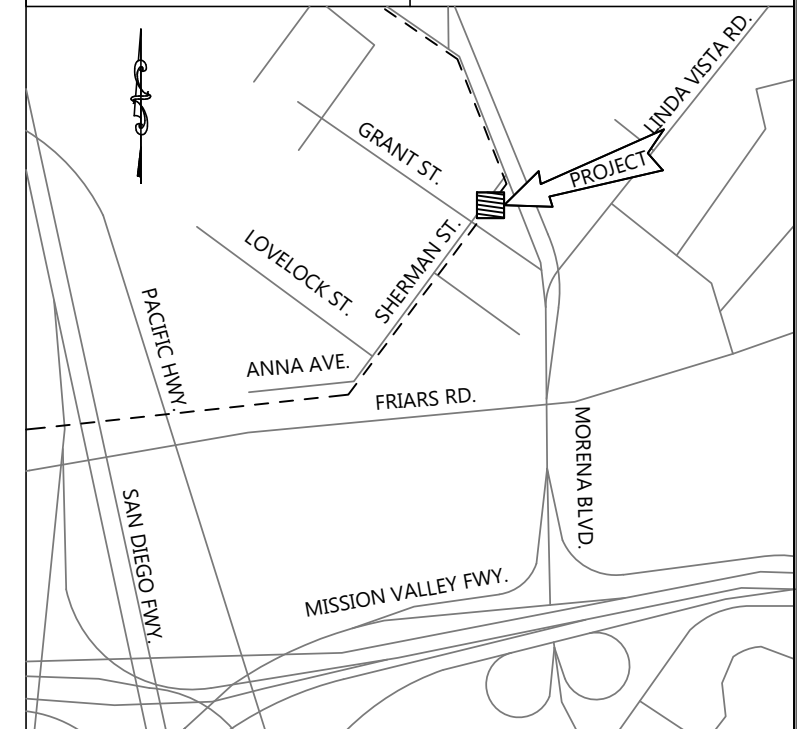 LINDA VISTA RD.
GRANT ST.
PROJECT
SHERMAN ST.
LOVELOCK ST.
PACIFIC HWY.
ANNA AVE.
FRIARS RD.
MORENA BLVD.
SAN DIEGO FWY.
MISSION VALLEY FWY.